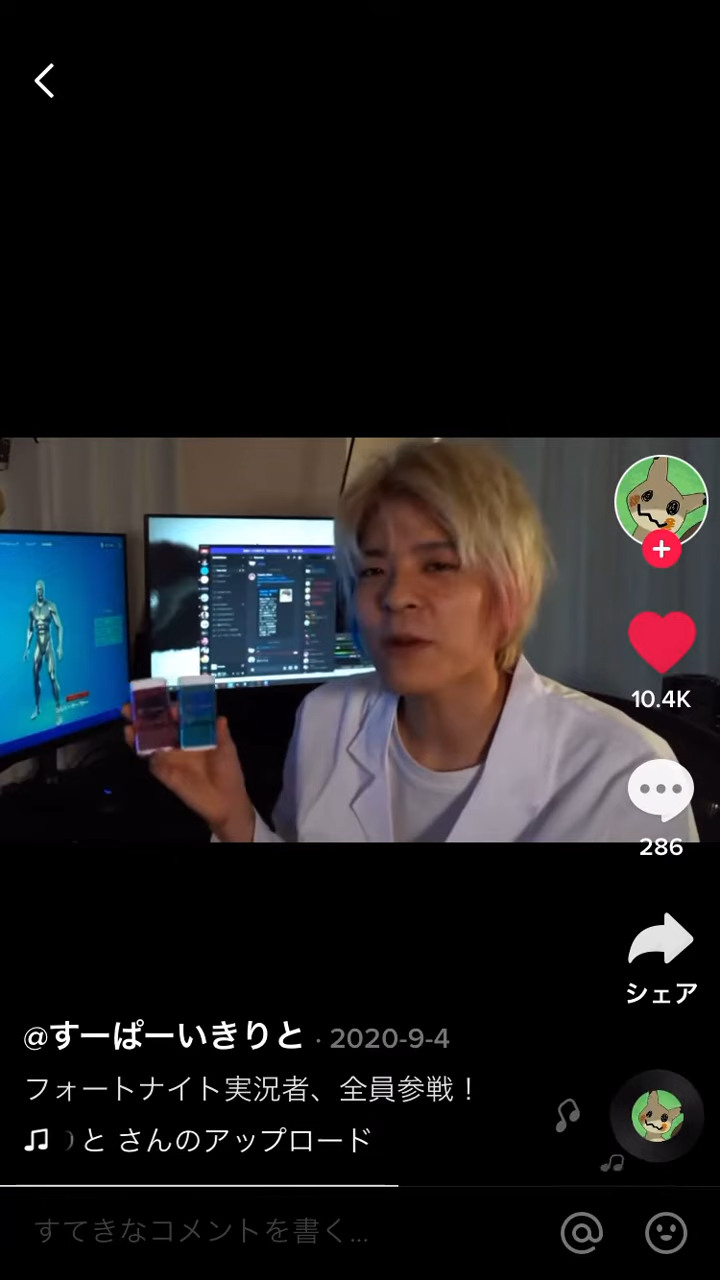 10.4K
286
シェア
@すーぱーいきりと · 2020-9-4
フォートナイト実況者、全員参戦！
と さんのアップロード
すてきなコメントを書く...